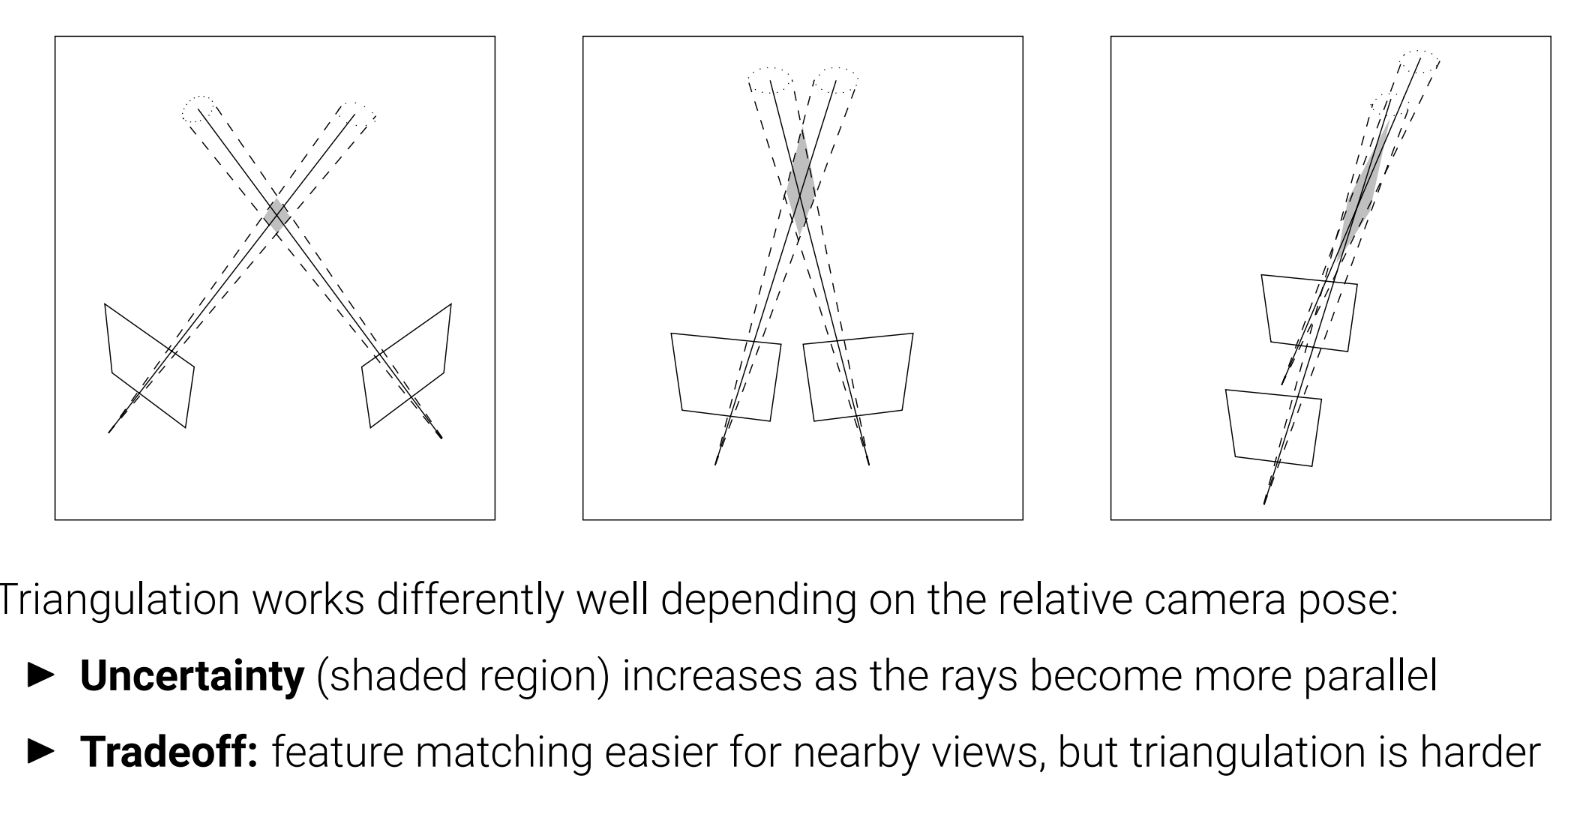 Triangulation works differently well depending on the relative camera pose:
► Uncertainty (shaded region) increases as the rays become more parallel
► Tradeoff: feature matching easier for nearby views, but triangulation is harder